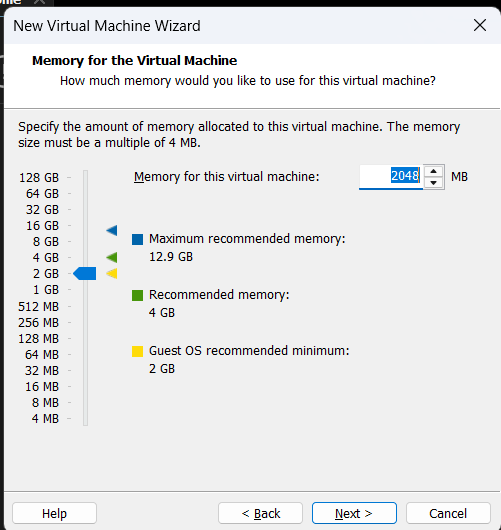 New Virtual Machine Wizard
Memory for the Virtual Machine
How much memory would you like to use for this virtual machine?
Specify the amount of memory allocated to this virtual machine. The memory
size must be a multiple of 4 MB.
Memory for this virtual machine: 2048 MB
128 GB
64 GB
32 GB
16 GB
8 GB
4 GB
2 GB
1 GB
512 MB
256 MB
128 MB
64 MB
32 MB
16 MB
8 MB
4 MB
Maximum recommended memory:
12.9 GB
Recommended memory:
4 GB
Guest OS recommended minimum:
2 GB
Help
< Back
Next >
Cancel